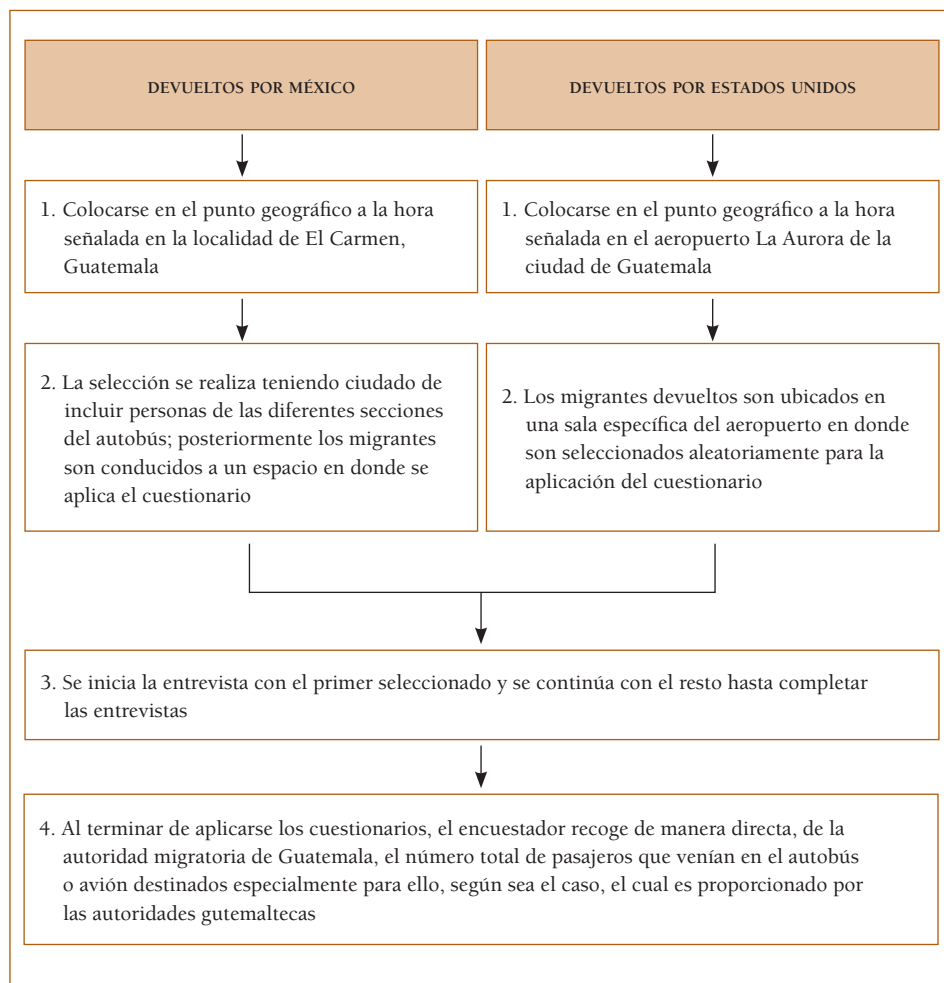 DEVUELTOS POR MÉXICO
DEVUELTOS POR ESTADOS UNIDOS
1. Colocarse en el punto geográfico a la hora
señalada en la localidad de El Carmen,
Guatemala
1. Colocarse en el punto geográfico a la hora
señalada en el aeropuerto La Aurora de la
ciudad de Guatemala
2. La selección se realiza teniendo ciudado de
incluir personas de las diferentes secciones
del autobús; posteriormente los migrantes
son conducidos a un espacio en donde se
aplica el cuestionario
2. Los migrantes devueltos son ubicados en
una sala específica del aeropuerto en donde
son seleccionados aleatoriamente para la
aplicación del cuestionario
3. Se inicia la entrevista con el primer seleccionado y se continúa con el resto hasta completar
las entrevistas
4. Al terminar de aplicarse los cuestionarios, el encuestador recoge de manera directa, de la
autoridad migratoria de Guatemala, el número total de pasajeros que venían en el autobús
o avión destinados especialmente para ello, según sea el caso, el cual es proporcionado por
las autoridades gutemaltecas